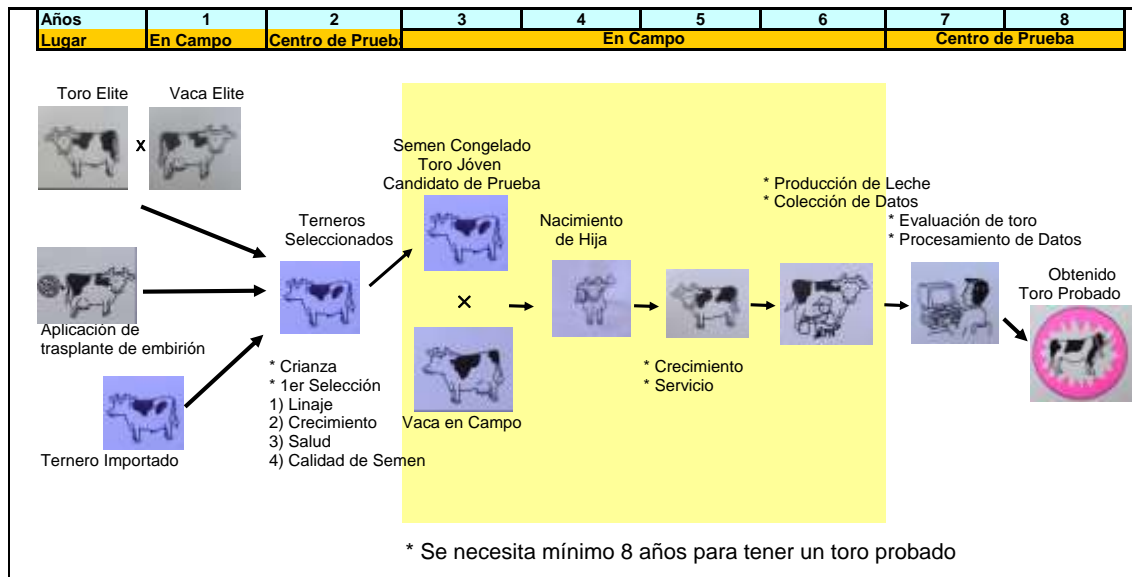 Años 1 2 3 4 5 6 7 8
Lugar En Campo Centro de Prueba En Campo Centro de Prueba
Toro Elite
Vaca Elite
x
Aplicación de
trasplante de embirión
Ternero Importado
Terneros
Seleccionados
* Crianza
* 1er Selección
1) Linaje
2) Crecimiento
3) Salud
4) Calidad de Semen
Semen Congelado
Toro Jóven
Candidato de Prueba
×
Vaca en Campo
Nacimiento
de Hija
* Crecimiento
* Servicio
* Producción de Leche
* Colección de Datos
* Evaluación de toro
* Procesamiento de Datos
Obtenido
Toro Probado
* Se necesita mínimo 8 años para tener un toro probado